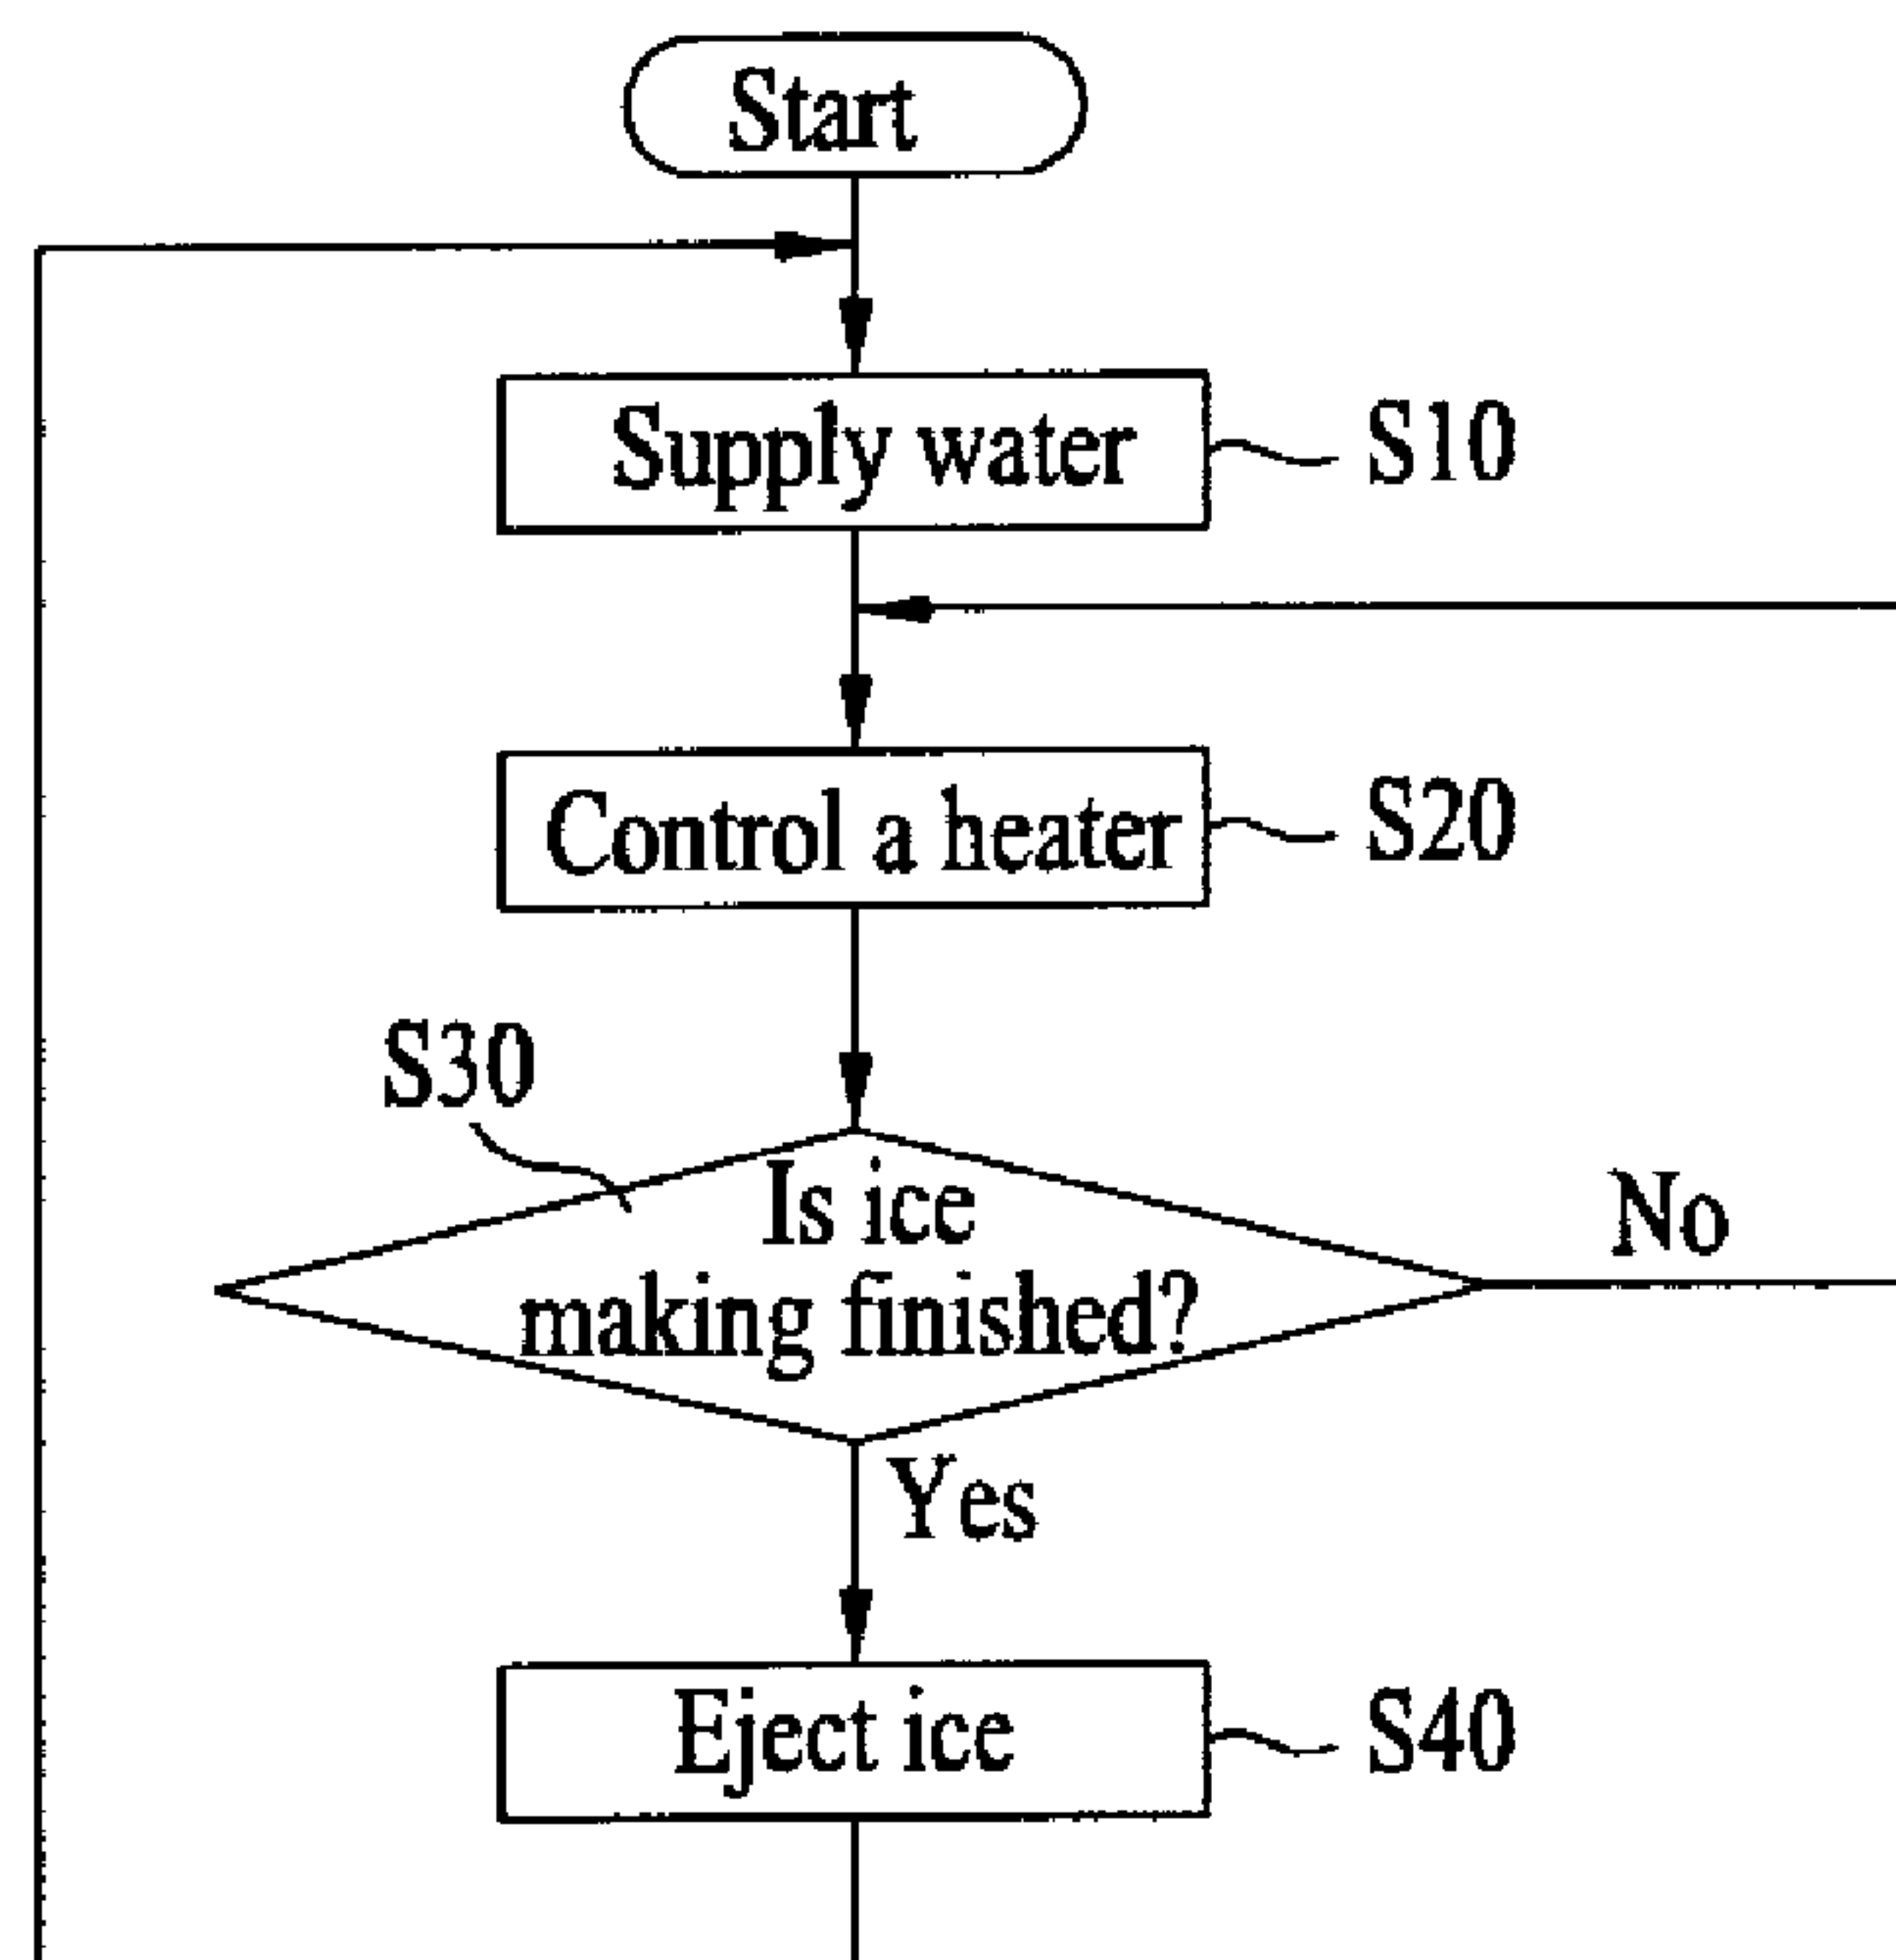 Start
Supply water
S10
Control a heater
S20
S30
Is ice
making finished?
No
Yes
Eject ice
S40